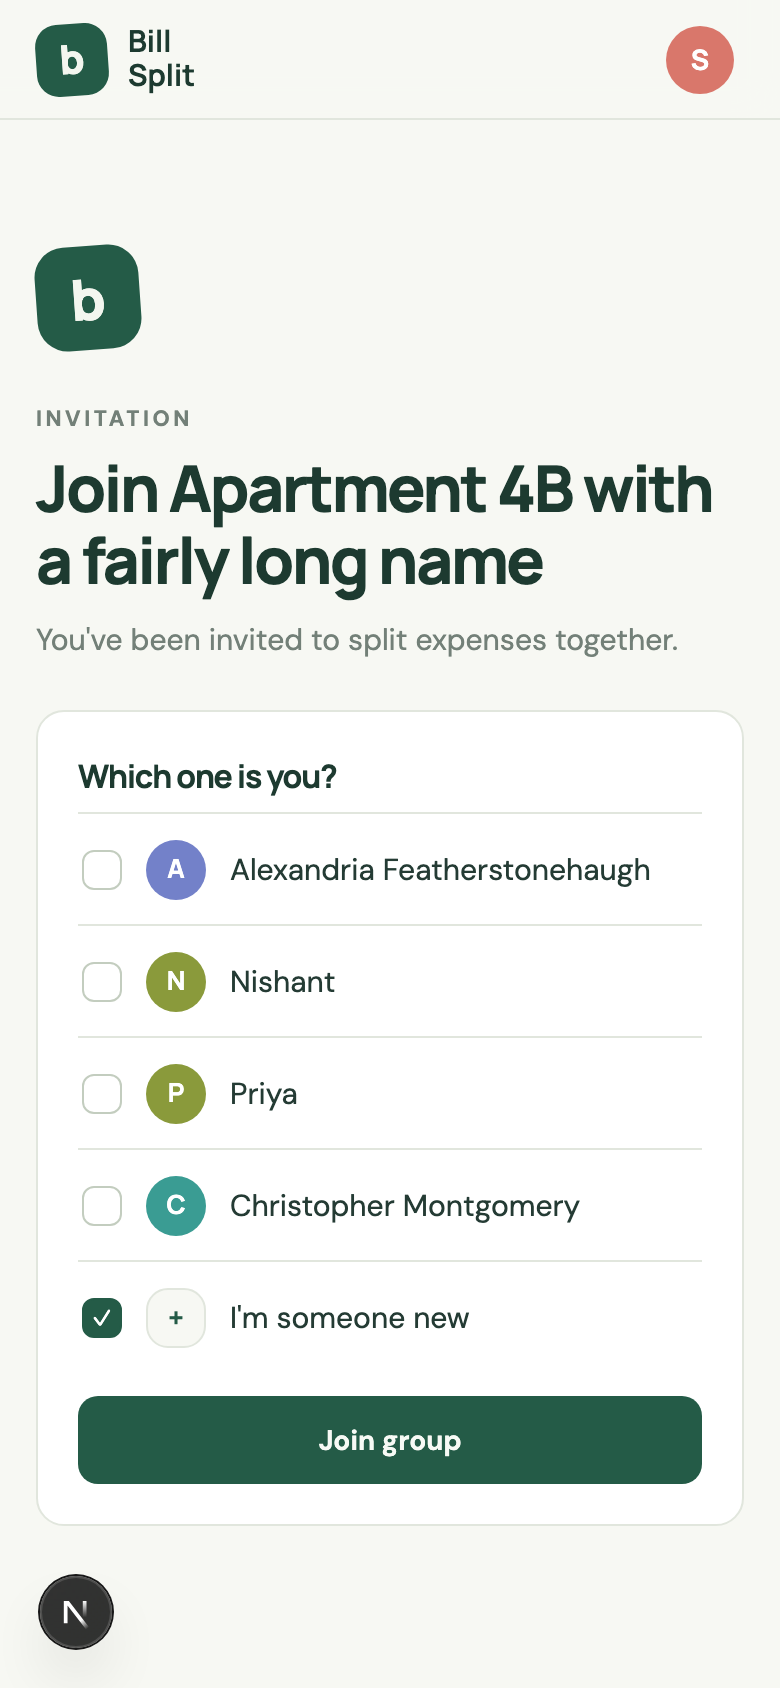 b
Bill
Split
S
b
INVITATION
Join Apartment 4B with
a fairly long name
You've been invited to split expenses together.
Which one is you?
A Alexandria Featherstonehaugh
N Nishant
P Priya
C Christopher Montgomery
+ I'm someone new
Join group
N